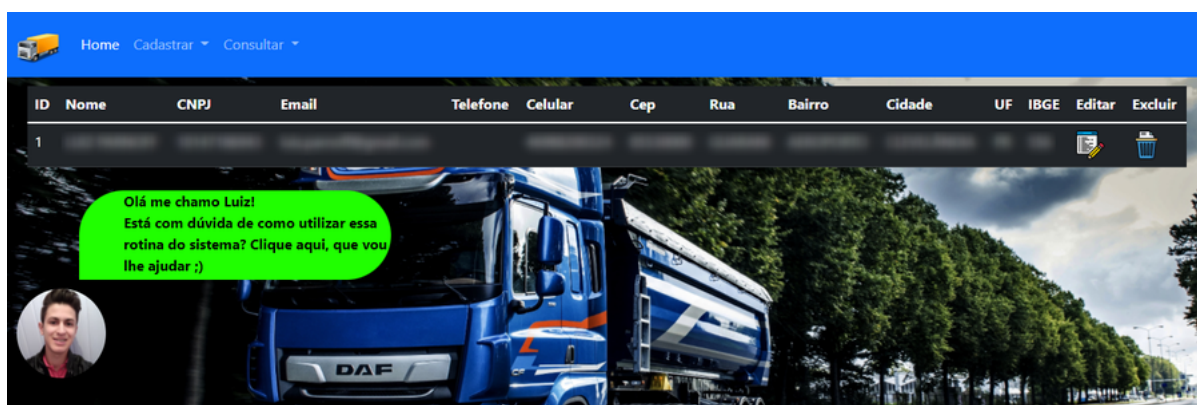 Home Cadastrar Consultar
ID Nome CNPJ Email Telefone Celular Cep Rua Bairro Cidade UF IBGE Editar Excluir
1
Olá me chamo Luiz!
Está com dúvida de como utilizar essa
rotina do sistema? Clique aqui, que vou
lhe ajudar ;)
DAF